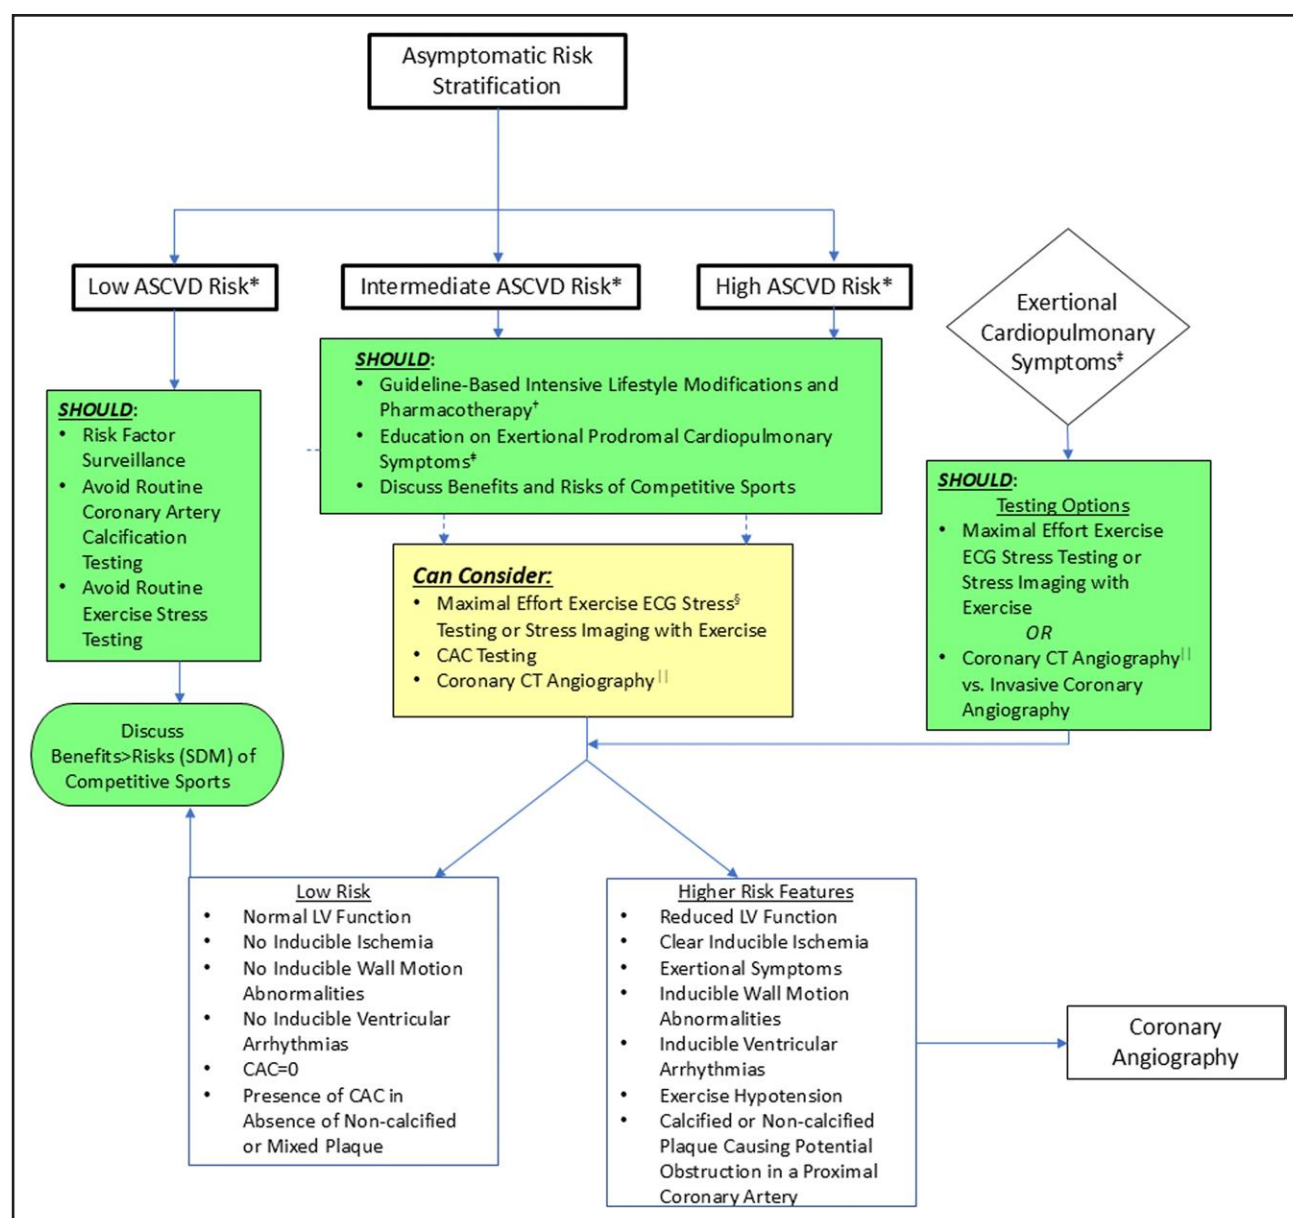 Asymptomatic Risk
Stratification
Low ASCVD Risk*
Intermediate ASCVD Risk*
High ASCVD Risk*
Exertional
Cardiopulmonary
Symptoms‡
SHOULD:
• Risk Factor
Surveillance
• Avoid Routine
Coronary Artery
Calcification
Testing
• Avoid Routine
Exercise Stress
Testing
SHOULD:
• Guideline-Based Intensive Lifestyle Modifications and
Pharmacotherapy†
• Education on Exertional Prodromal Cardiopulmonary
Symptoms‡
• Discuss Benefits and Risks of Competitive Sports
SHOULD:
Testing Options
• Maximal Effort Exercise
ECG Stress Testing or
Stress Imaging with
Exercise
OR
• Coronary CT Angiography||
vs. Invasive Coronary
Angiography
Can Consider:
• Maximal Effort Exercise ECG Stress§
Testing or Stress Imaging with Exercise
• CAC Testing
• Coronary CT Angiography||
Discuss
Benefits>Risks (SDM) of
Competitive Sports
Low Risk
• Normal LV Function
• No Inducible Ischemia
• No Inducible Wall Motion
Abnormalities
• No Inducible Ventricular
Arrhythmias
• CAC=0
• Presence of CAC in
Absence of Non-calcified
or Mixed Plaque
Higher Risk Features
• Reduced LV Function
• Clear Inducible Ischemia
• Exertional Symptoms
• Inducible Wall Motion
Abnormalities
• Inducible Ventricular
Arrhythmias
• Exercise Hypotension
• Calcified or Non-calcified
Plaque Causing Potential
Obstruction in a Proximal
Coronary Artery
Coronary
Angiography